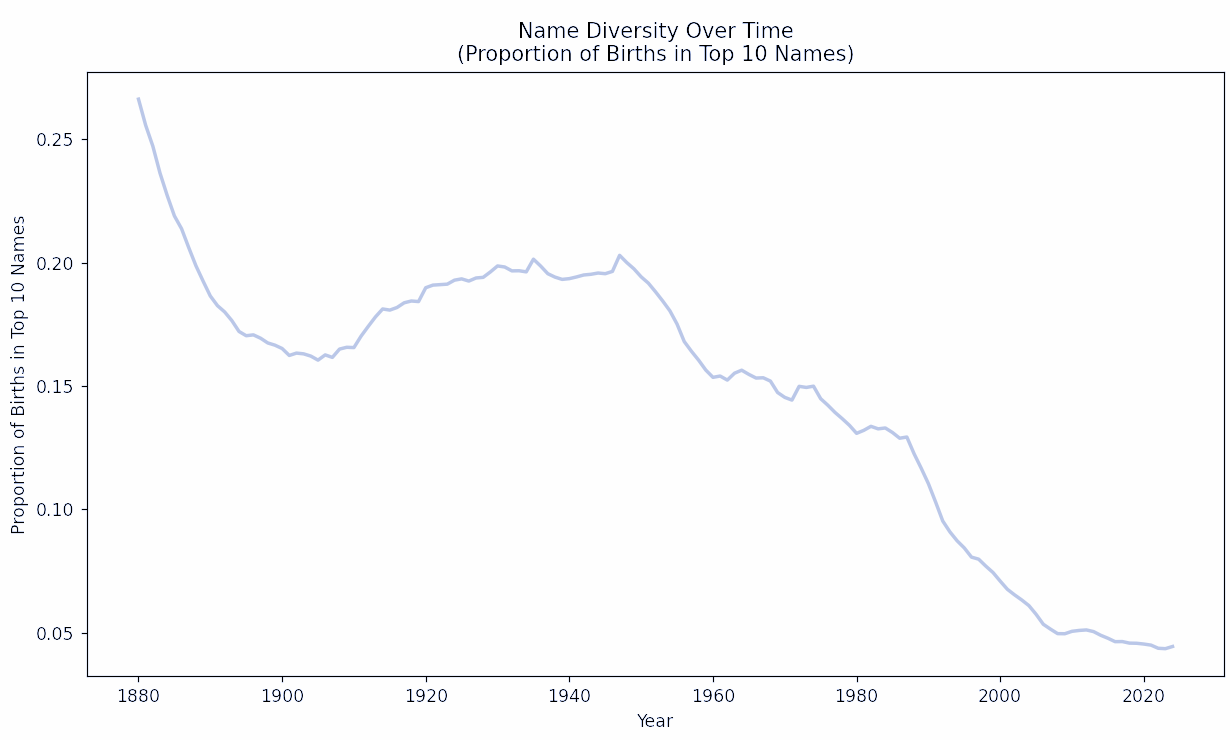 Name Diversity Over Time
(Proportion of Births in Top 10 Names)
Proportion of Births in Top 10 Names
0.25
0.20
0.15
0.10
0.05
1880 1900 1920 1940 1960 1980 2000 2020
Year